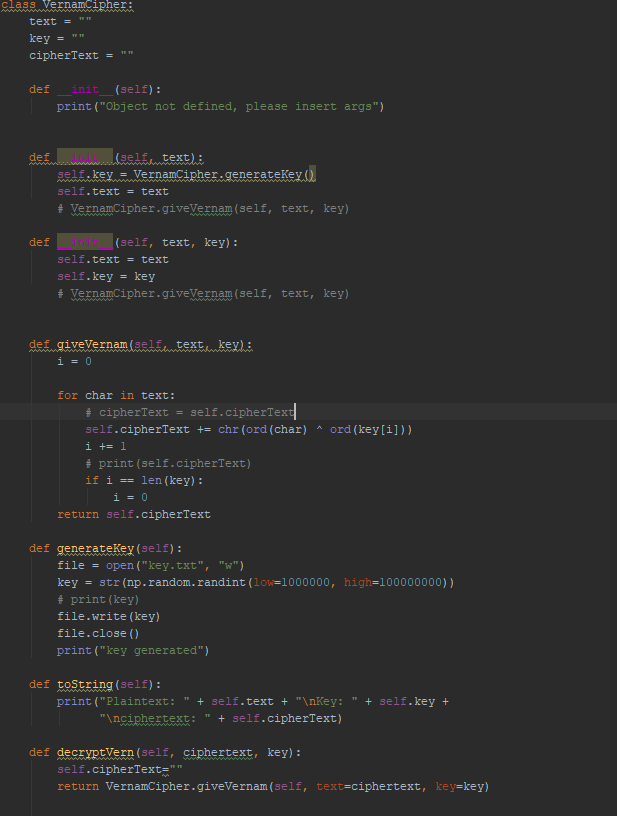 class VernamCipher:
    text = ""
    key = ""
    cipherText = ""
    def __init__(self):
        print("Object not defined, please insert args")
    def __init__(self, text):
        self.key = VernamCipher.generateKey()
        self.text = text
        # VernamCipher.giveVernam(self, text, key)
    def __init__(self, text, key):
        self.text = text
        self.key = key
        # VernamCipher.giveVernam(self, text, key)
    def giveVernam(self, text, key):
        i = 0
        for char in text:
            # cipherText = self.cipherText
            self.cipherText += chr(ord(char) ^ ord(key[i]))
            i += 1
            # print(self.cipherText)
            if i == len(key):
                i = 0
        return self.cipherText
    def generateKey(self):
        file = open("key.txt", "w")
        key = str(np.random.randint(low=1000000, high=100000000))
        # print(key)
        file.write(key)
        file.close()
        print("key generated")
    def toString(self):
        print("Plaintext: " + self.text + "\nKey: " + self.key +
              "\nciphertext: " + self.cipherText)
    def decryptVern(self, ciphertext, key):
        self.cipherText=""
        return VernamCipher.giveVernam(self, text=ciphertext, key=key)